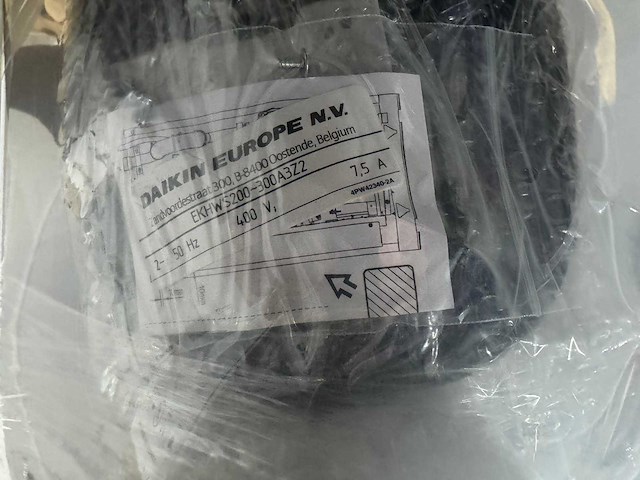 DAIKIN EUROPE N.V.
Zandvoordestraat 300, B-8400 Oostende, Belgium
EKHWS200-300A3Z2
2~ 50 Hz 400 V, 7,5 A
4PW42340-2A